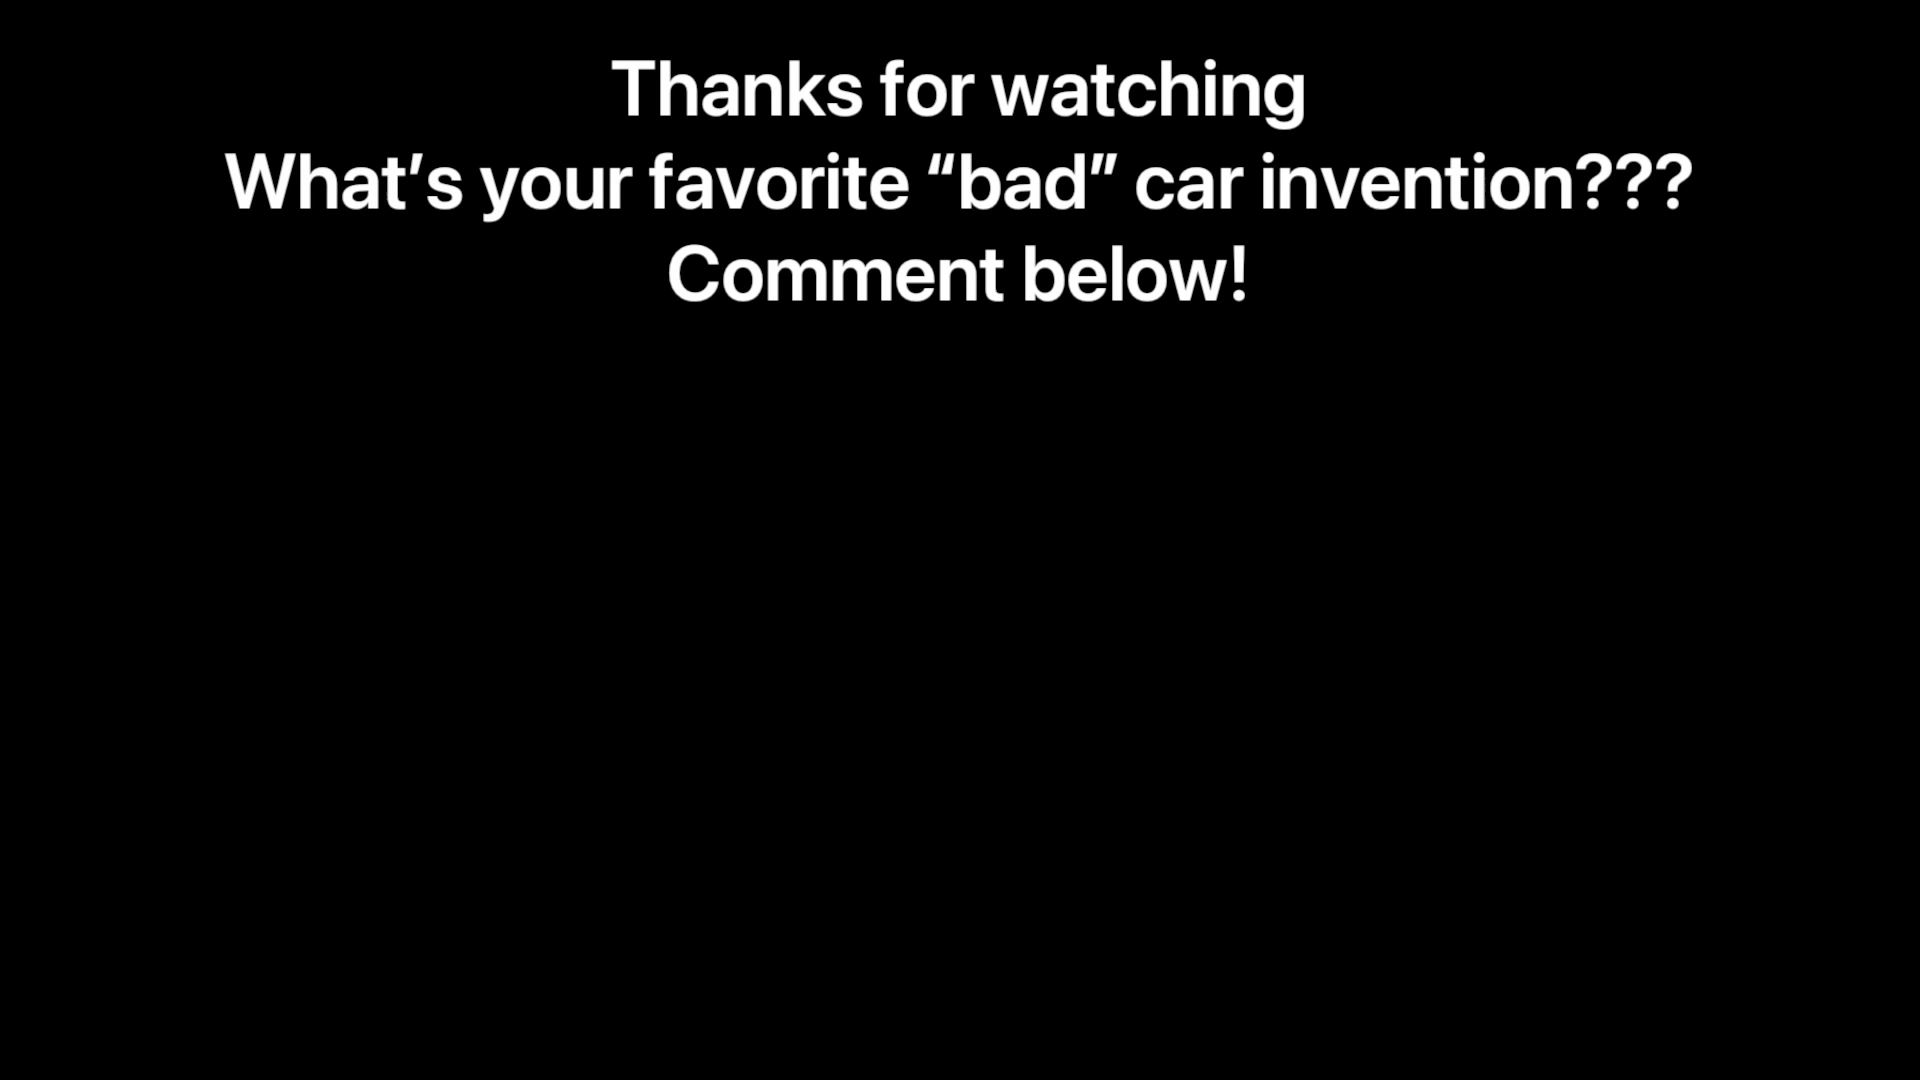 Thanks for watching
What’s your favorite “bad” car invention???
Comment below!